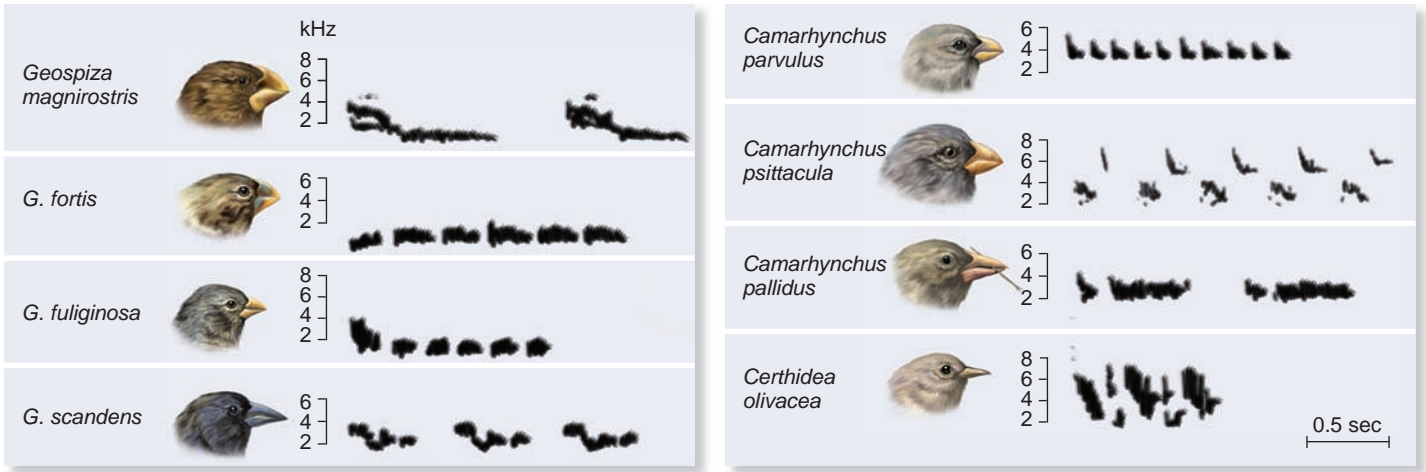 kHz
Geospiza
magnirostris
8
6
4
2
G. fortis
6
4
2
G. fuliginosa
8
6
4
2
G. scandens
6
4
2
Camarhynchus
parvulus
6
4
2
Camarhynchus
psittacula
8
6
4
2
Camarhynchus
pallidus
6
4
2
Certhidea
olivacea
8
6
4
2
0.5 sec